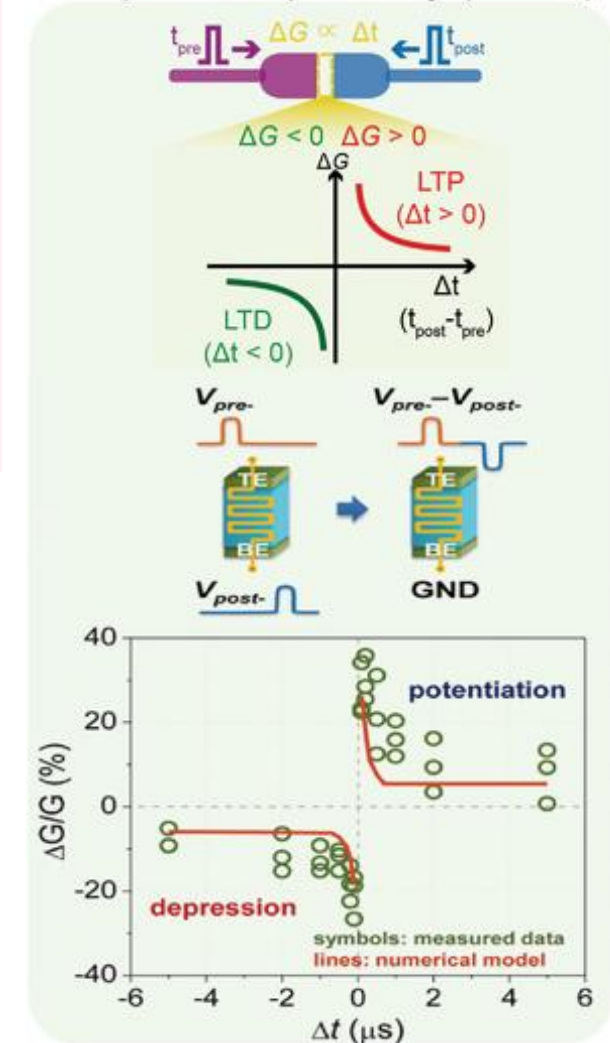 t_pre ΔG ∝ Δt t_post
ΔG < 0 ΔG > 0
ΔG
LTP
(Δt > 0)
Δt
(t_post-t_pre)
LTD
(Δt < 0)
V_pre- V_pre-–V_post-
TE TE
BE BE
V_post- GND
40
20
0
-20
-40
ΔG/G (%)
potentiation
depression
symbols: measured data
lines: numerical model
-6 -4 -2 0 2 4 6
Δt (μs)